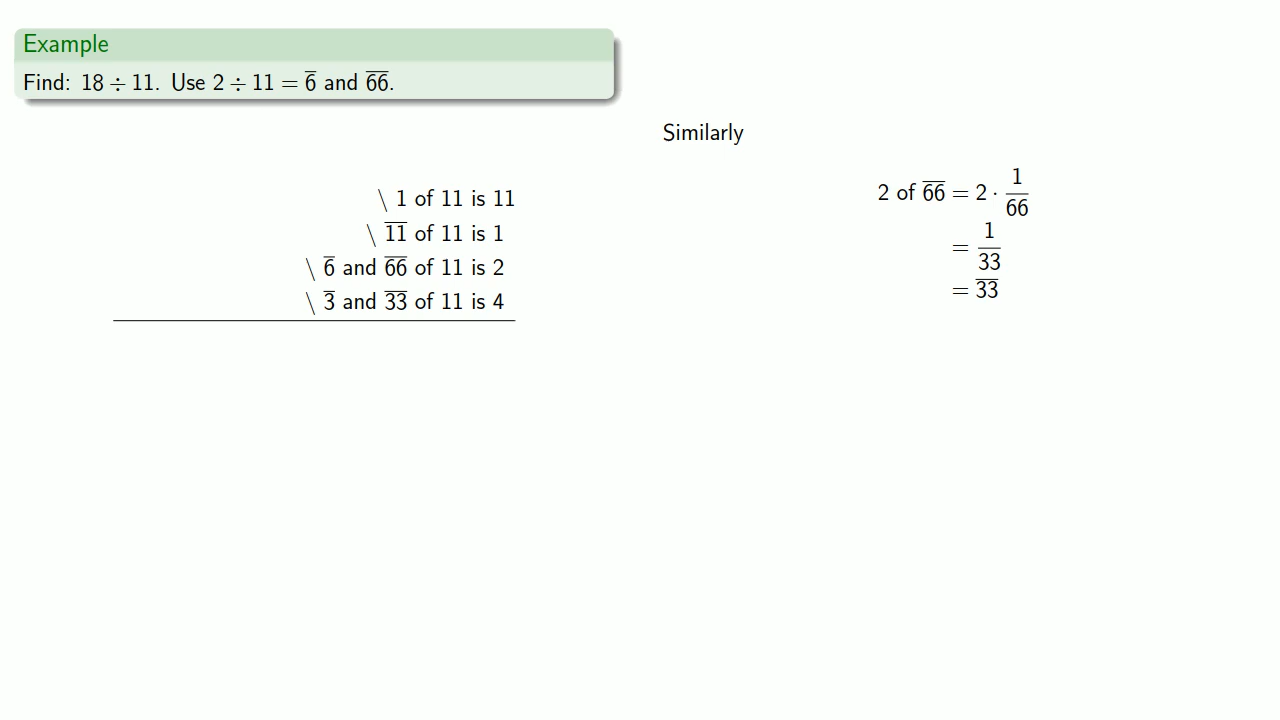 Example
Find: 18 ÷ 11. Use 2 ÷ 11 = 6̅ and 6̅6̅.
\ 1 of 11 is 11
\ 1̅1̅ of 11 is 1
\ 6̅ and 6̅6̅ of 11 is 2
\ 3̅ and 3̅3̅ of 11 is 4
Similarly
2 of 6̅6̅ = 2 · 1/66
= 1/33
= 3̅3̅